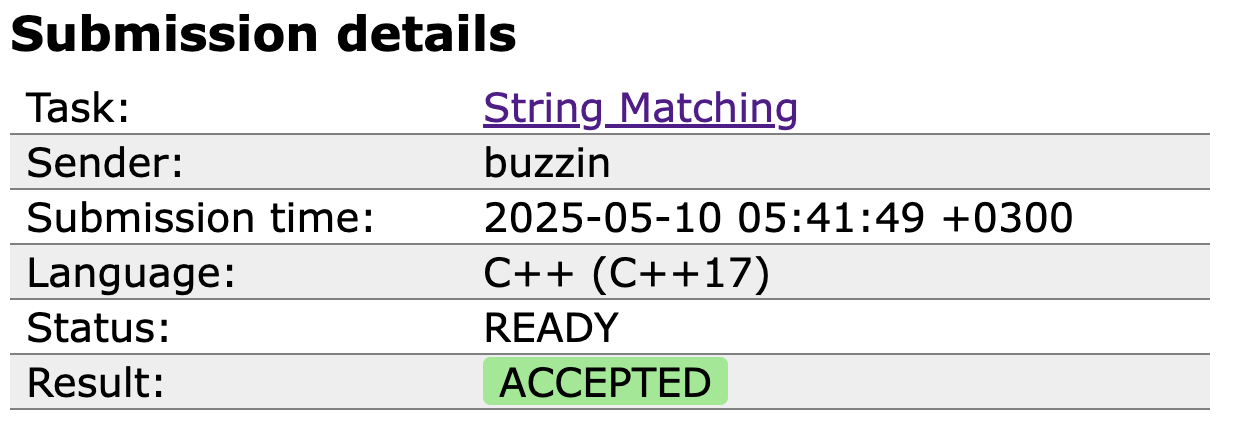 Submission details
Task: String Matching
Sender: buzzin
Submission time: 2025-05-10 05:41:49 +0300
Language: C++ (C++17)
Status: READY
Result: ACCEPTED